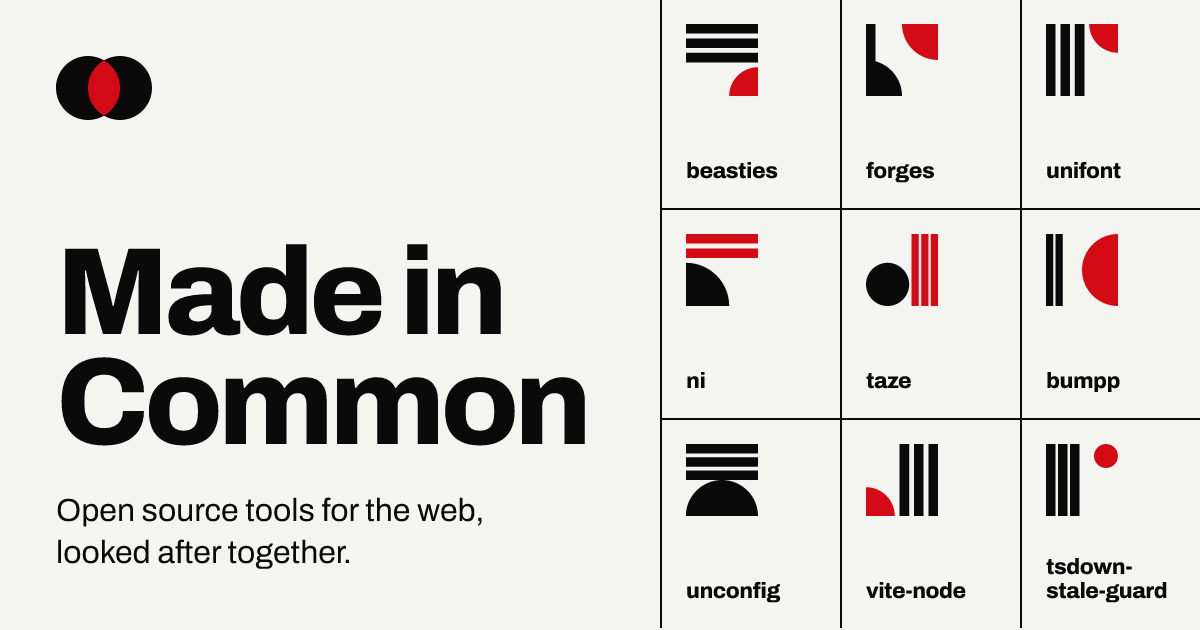 Made in
Common
Open source tools for the web,
looked after together.
beasties
forges
unifont
ni
taze
bumpp
unconfig
vite-node
tsdown-
stale-guard